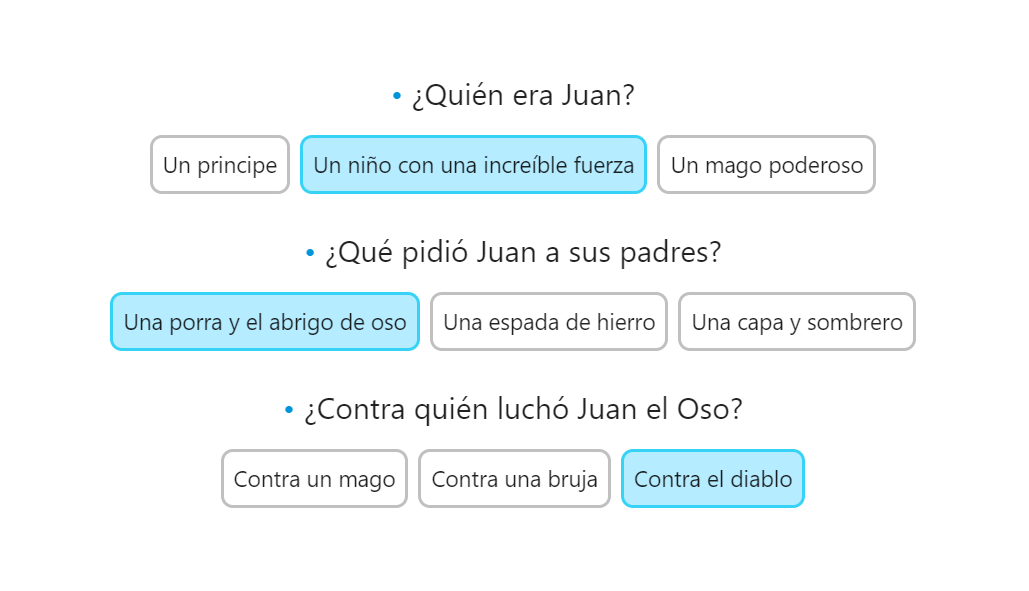 • ¿Quién era Juan?
Un principe Un niño con una increíble fuerza Un mago poderoso
• ¿Qué pidió Juan a sus padres?
Una porra y el abrigo de oso Una espada de hierro Una capa y sombrero
• ¿Contra quién luchó Juan el Oso?
Contra un mago Contra una bruja Contra el diablo